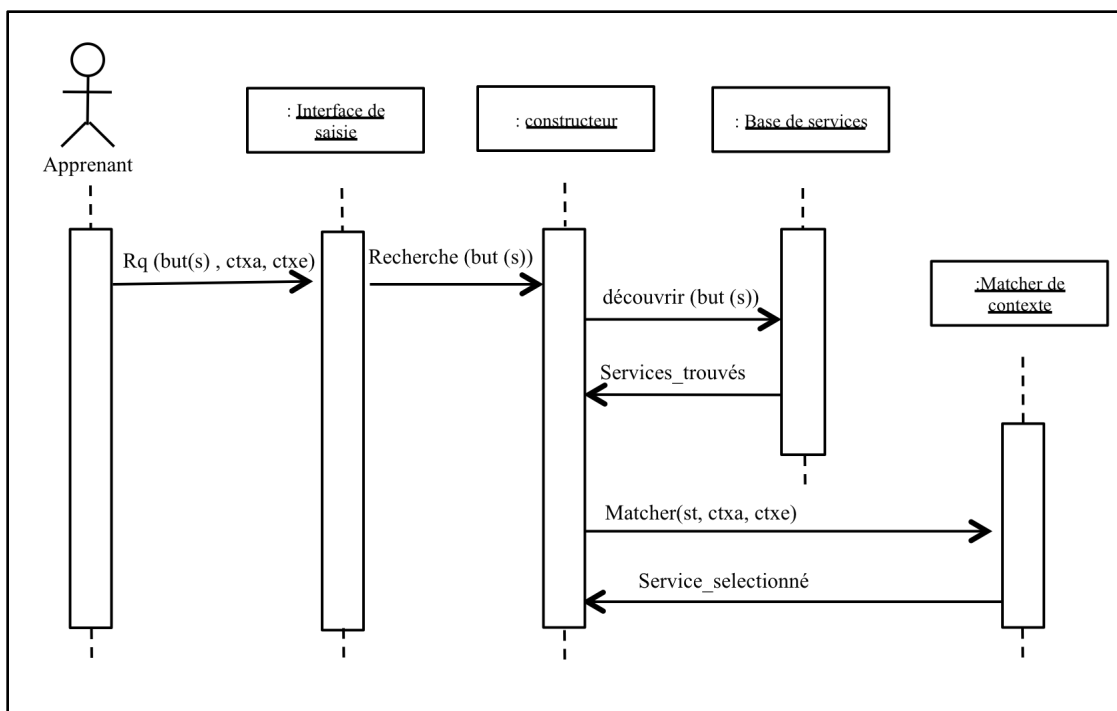 Apprenant
: Interface de
saisie
: constructeur
: Base de services
:Matcher de
contexte
Rq (but(s) , ctxa, ctxe)
Recherche (but (s))
découvrir (but (s))
Services_trouvés
Matcher(st, ctxa, ctxe)
Service_selectionné